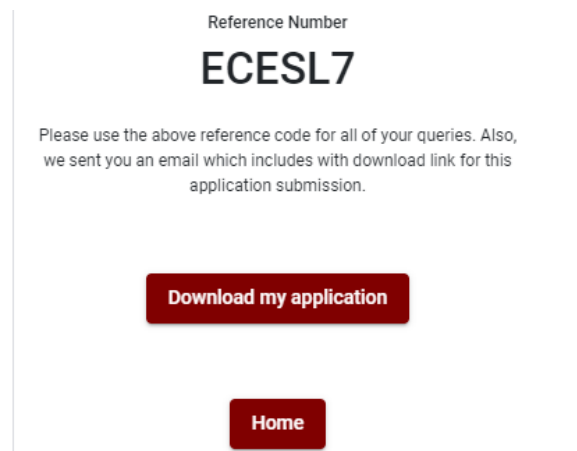 Reference Number
ECESL7
Please use the above reference code for all of your queries. Also,
we sent you an email which includes with download link for this
application submission.
Download my application
Home